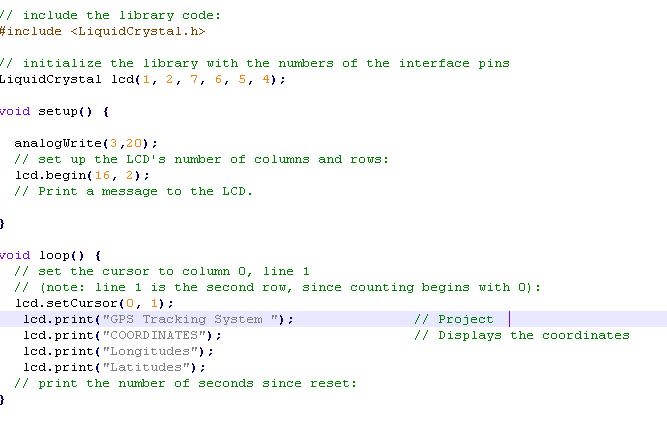 // include the library code:
#include <LiquidCrystal.h>
// initialize the library with the numbers of the interface pins
LiquidCrystal lcd(1, 2, 7, 6, 5, 4);
void setup() {
analogWrite(3,20);
// set up the LCD's number of columns and rows:
lcd.begin(16, 2);
// Print a message to the LCD.
}
void loop() {
// set the cursor to column 0, line 1
// (note: line 1 is the second row, since counting begins with 0):
lcd.setCursor(0, 1);
lcd.print("GPS Tracking System "); // Project
lcd.print("COORDINATES"); // Displays the coordinates
lcd.print("Longitudes");
lcd.print("Latitudes");
// print the number of seconds since reset:
}